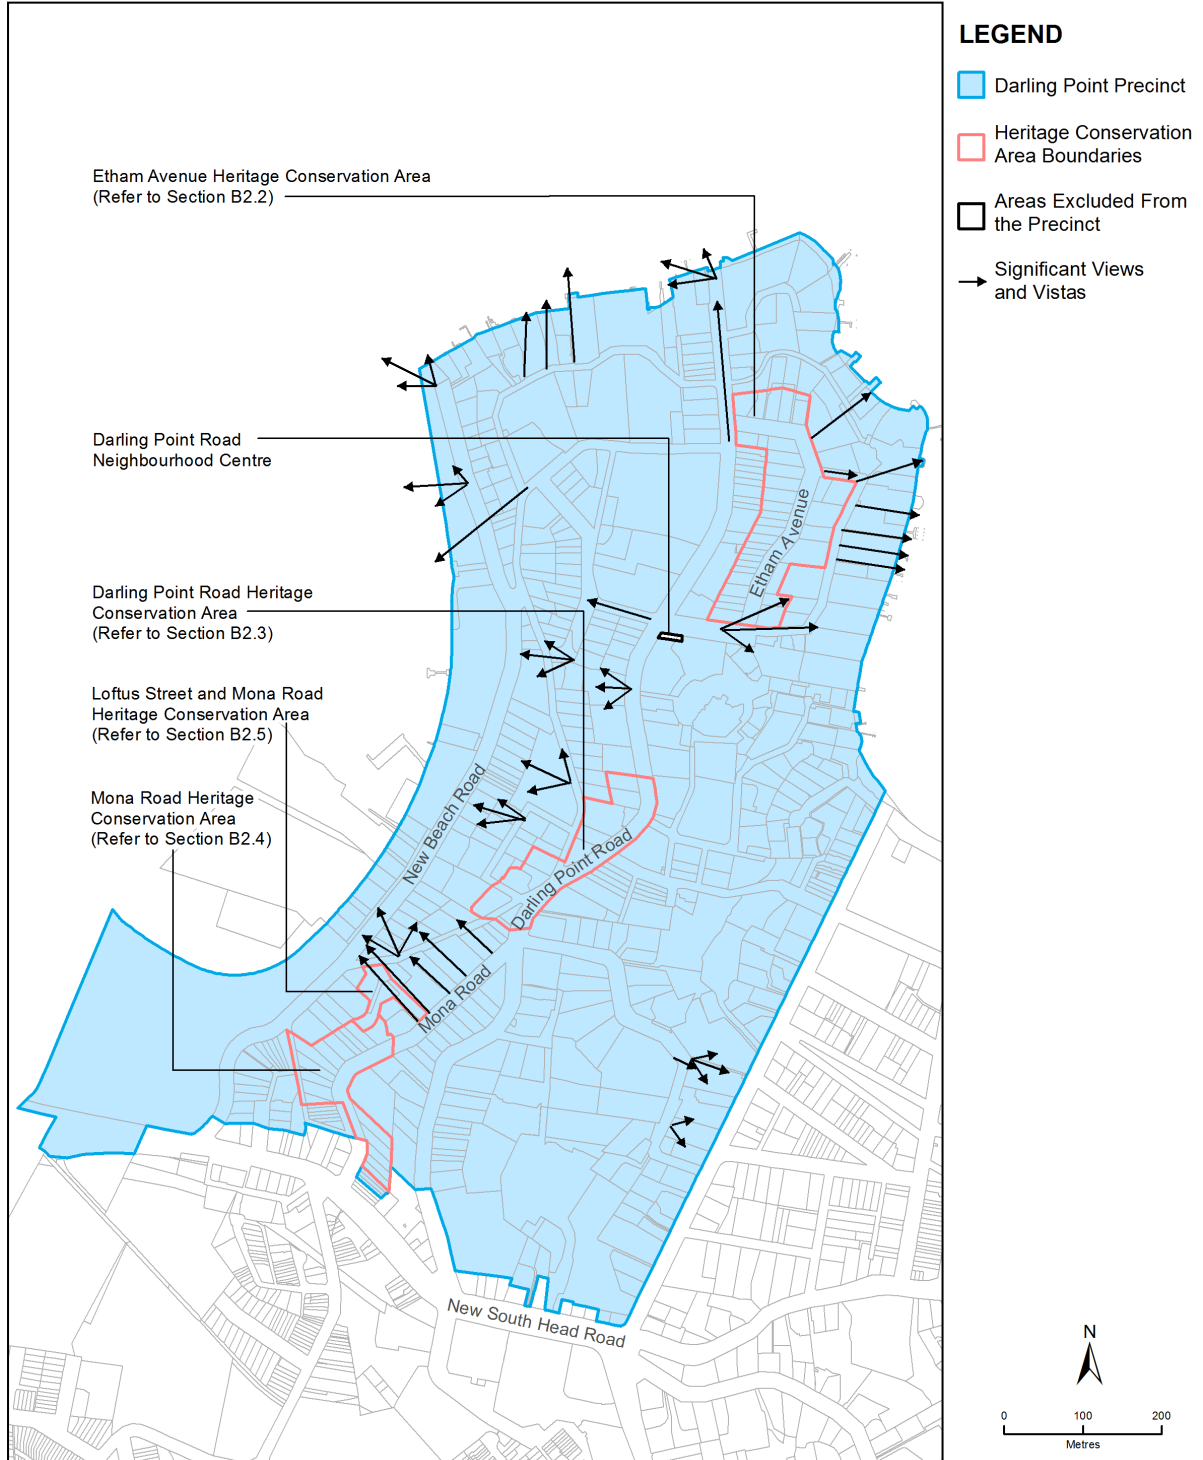 LEGEND
Darling Point Precinct
Heritage Conservation
Area Boundaries
Areas Excluded From
the Precinct
Significant Views
and Vistas
Etham Avenue Heritage Conservation Area
(Refer to Section B2.2)
Darling Point Road
Neighbourhood Centre
Darling Point Road Heritage
Conservation Area
(Refer to Section B2.3)
Loftus Street and Mona Road
Heritage Conservation Area
(Refer to Section B2.5)
Mona Road Heritage
Conservation Area
(Refer to Section B2.4)
Etham Avenue
New Beach Road
Darling Point Road
Mona Road
New South Head Road
N
0 100 200
Metres